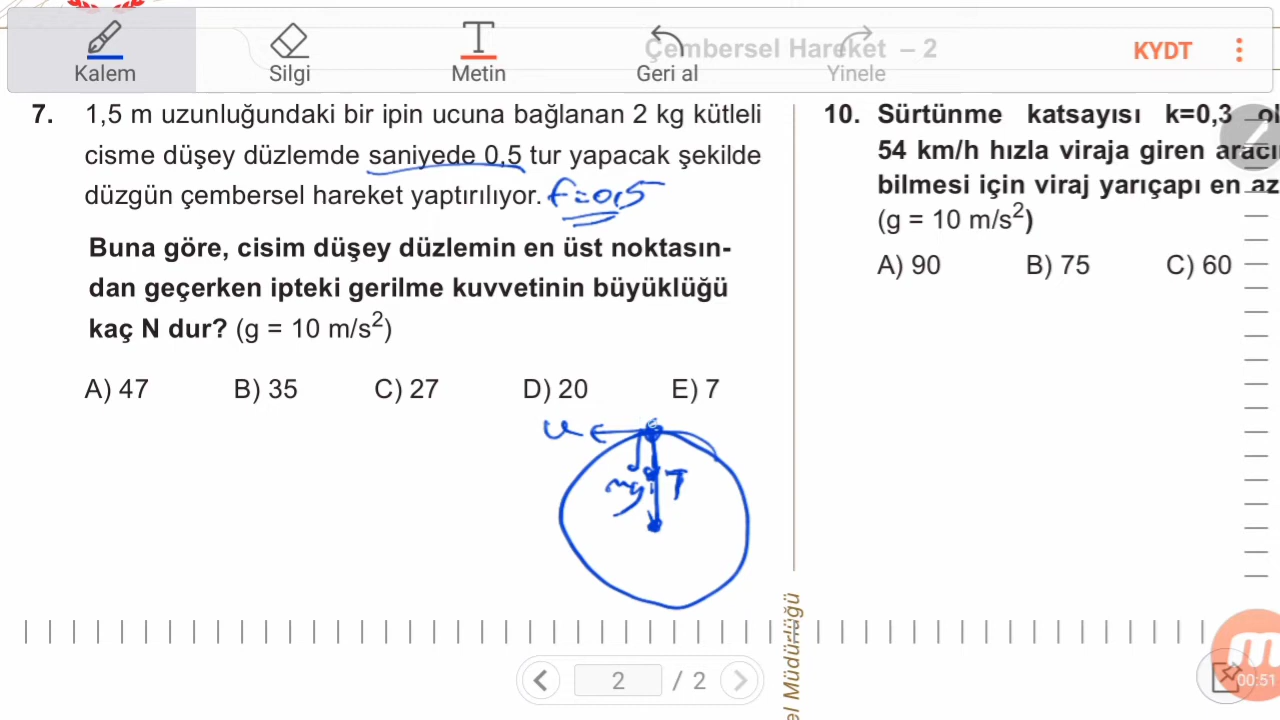 Çembersel Hareket – 2
Kalem
Silgi
Metin
Geri al
Yinele
KYDT
7. 1,5 m uzunluğundaki bir ipin ucuna bağlanan 2 kg kütleli
cisme düşey düzlemde saniyede 0,5 tur yapacak şekilde
düzgün çembersel hareket yaptırılıyor. f=0,5
Buna göre, cisim düşey düzlemin en üst noktasın-
dan geçerken ipteki gerilme kuvvetinin büyüklüğü
kaç N dur? (g = 10 m/s²)
A) 47 B) 35 C) 27 D) 20 E) 7
mg T
10. Sürtünme katsayısı k=0,3
54 km/h hızla viraja giren
bilmesi için viraj yarıçapı en az
(g = 10 m/s²)
A) 90 B) 75 C) 60
2 / 2
00:51